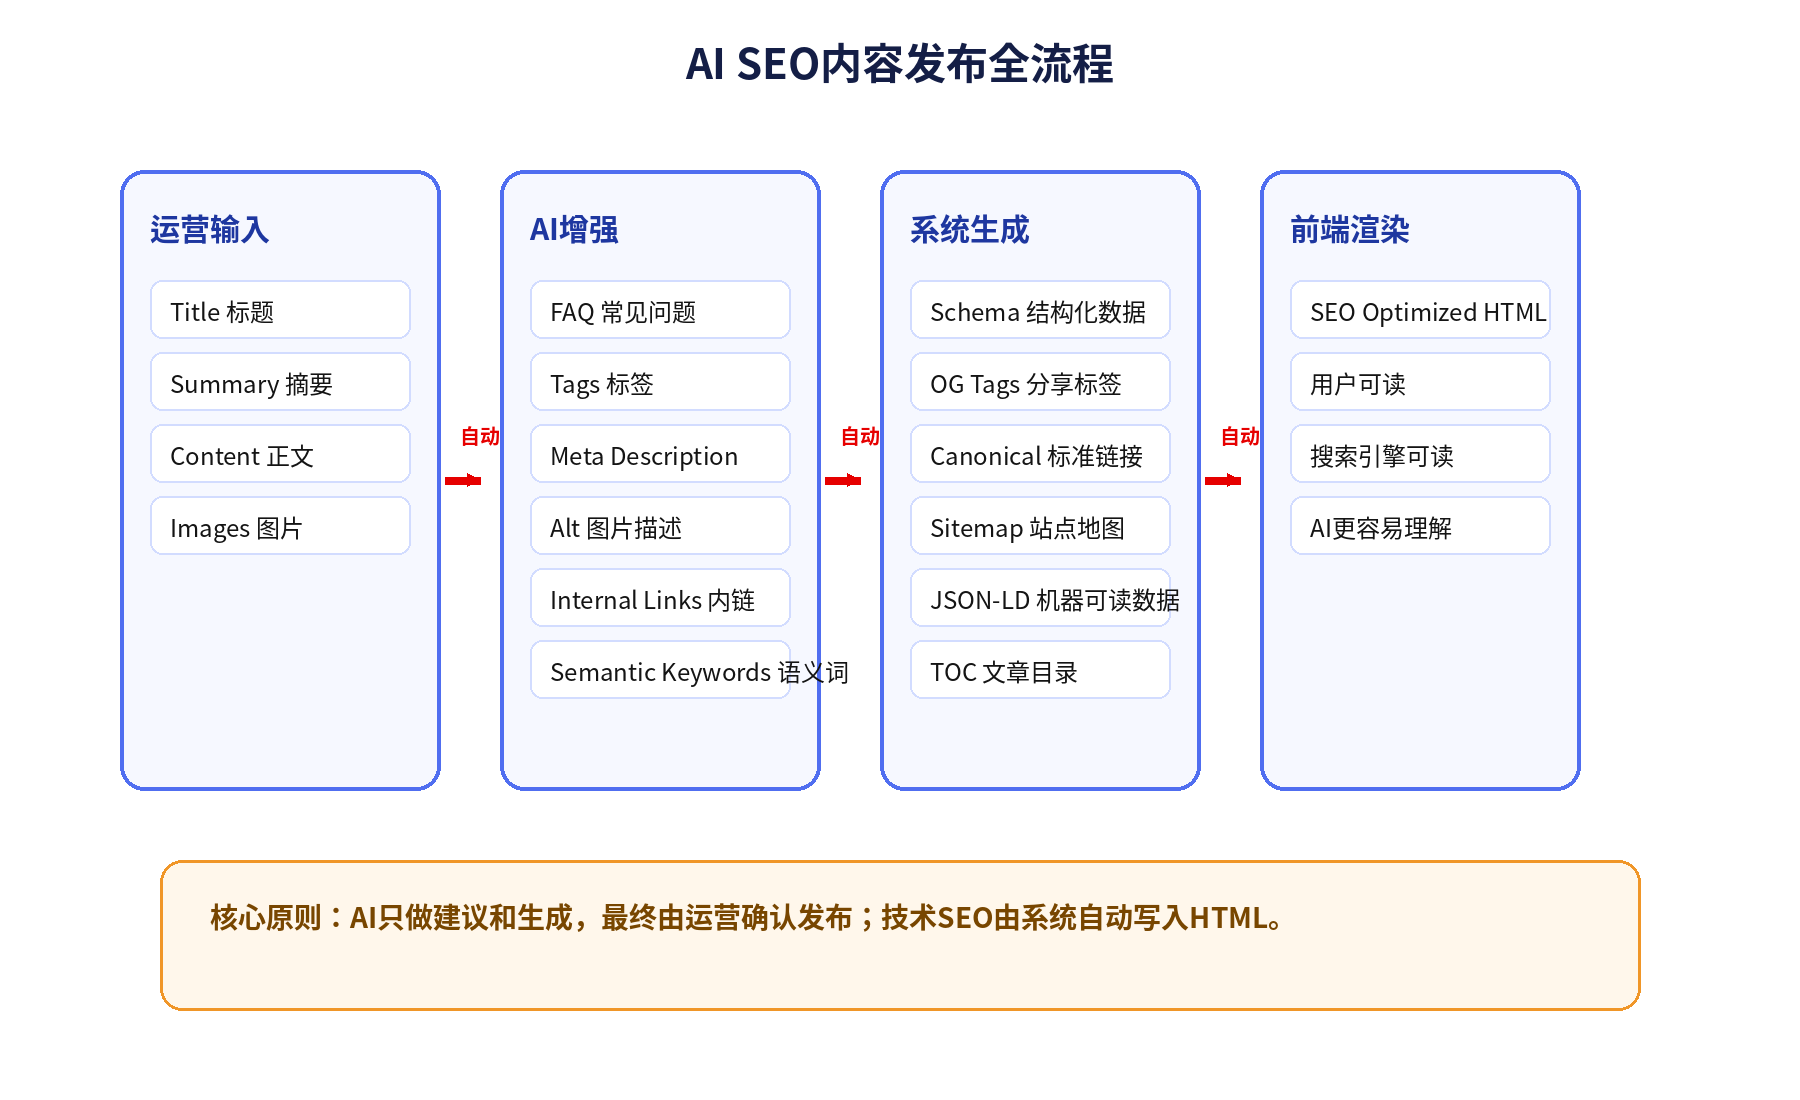 AI SEO内容发布全流程
运营输入
Title 标题
Summary 摘要
Content 正文
Images 图片
自动
AI增强
FAQ 常见问题
Tags 标签
Meta Description
Alt 图片描述
Internal Links 内链
Semantic Keywords 语义词
自动
系统生成
Schema 结构化数据
OG Tags 分享标签
Canonical 标准链接
Sitemap 站点地图
JSON-LD 机器可读数据
TOC 文章目录
自动
前端渲染
SEO Optimized HTML
用户可读
搜索引擎可读
AI更容易理解
核心原则：AI只做建议和生成，最终由运营确认发布；技术SEO由系统自动写入HTML。